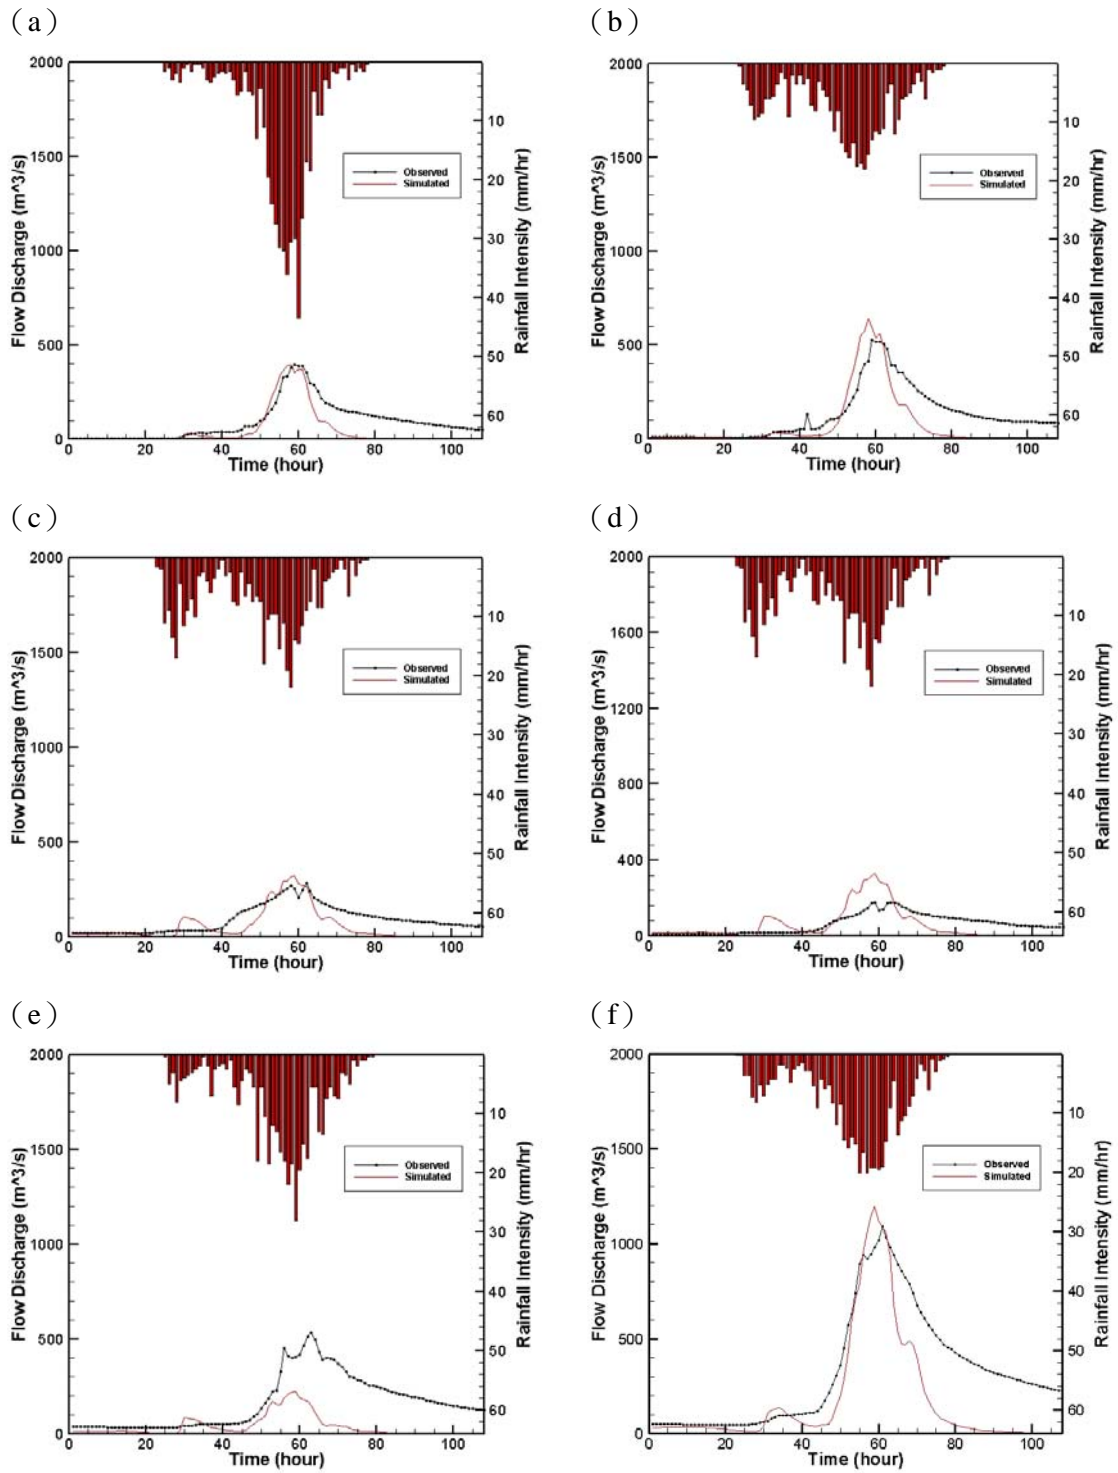 （a）
2000
1500
1000
500
0
Flow Discharge (m^3/s)
10
20
30
40
50
60
Rainfall Intensity (mm/hr)
Observed
Simulated
0 20 40 60 80 100
Time (hour)
（b）
2000
1500
1000
500
0
Flow Discharge (m^3/s)
10
20
30
40
50
60
Rainfall Intensity (mm/hr)
Observed
Simulated
0 20 40 60 80 100
Time (hour)
（c）
2000
1500
1000
500
0
Flow Discharge (m^3/s)
10
20
30
40
50
60
Rainfall Intensity (mm/hr)
Observed
Simulated
0 20 40 60 80 100
Time (hour)
（d）
2000
1600
1200
800
400
0
Flow Discharge (m^3/s)
10
20
30
40
50
60
Rainfall Intensity (mm/hr)
Observed
Simulated
0 20 40 60 80 100
Time (hour)
（e）
2000
1500
1000
500
0
Flow Discharge (m^3/s)
10
20
30
40
50
60
Rainfall Intensity (mm/hr)
Observed
Simulated
0 20 40 60 80 100
Time (hour)
（f）
2000
1500
1000
500
0
Flow Discharge (m^3/s)
10
20
30
40
50
60
Rainfall Intensity (mm/hr)
Observed
Simulated
0 20 40 60 80 100
Time (hour)